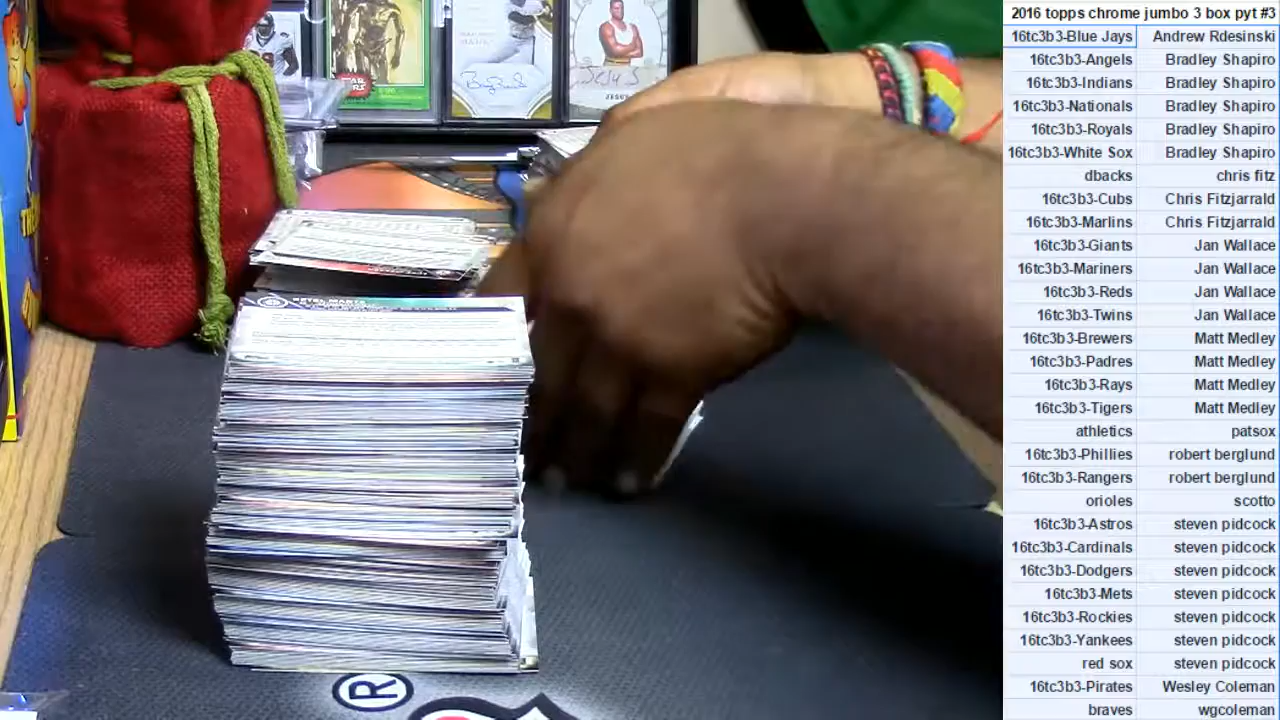 2016 topps chrome jumbo 3 box pyt #3
16tc3b3-Blue Jays Andrew Rdesinski
16tc3b3-Angels Bradley Shapiro
16tc3b3-Indians Bradley Shapiro
16tc3b3-Nationals Bradley Shapiro
16tc3b3-Royals Bradley Shapiro
16tc3b3-White Sox Bradley Shapiro
dbacks chris fitz
16tc3b3-Cubs Chris Fitzjarrald
16tc3b3-Marlins Chris Fitzjarrald
16tc3b3-Giants Jan Wallace
16tc3b3-Mariners Jan Wallace
16tc3b3-Reds Jan Wallace
16tc3b3-Twins Jan Wallace
16tc3b3-Brewers Matt Medley
16tc3b3-Padres Matt Medley
16tc3b3-Rays Matt Medley
16tc3b3-Tigers Matt Medley
athletics patsox
16tc3b3-Phillies robert berglund
16tc3b3-Rangers robert berglund
orioles scotto
16tc3b3-Astros steven pidcock
16tc3b3-Cardinals steven pidcock
16tc3b3-Dodgers steven pidcock
16tc3b3-Mets steven pidcock
16tc3b3-Rockies steven pidcock
16tc3b3-Yankees steven pidcock
red sox steven pidcock
16tc3b3-Pirates Wesley Coleman
braves wgcoleman
KETEL MARTE
®